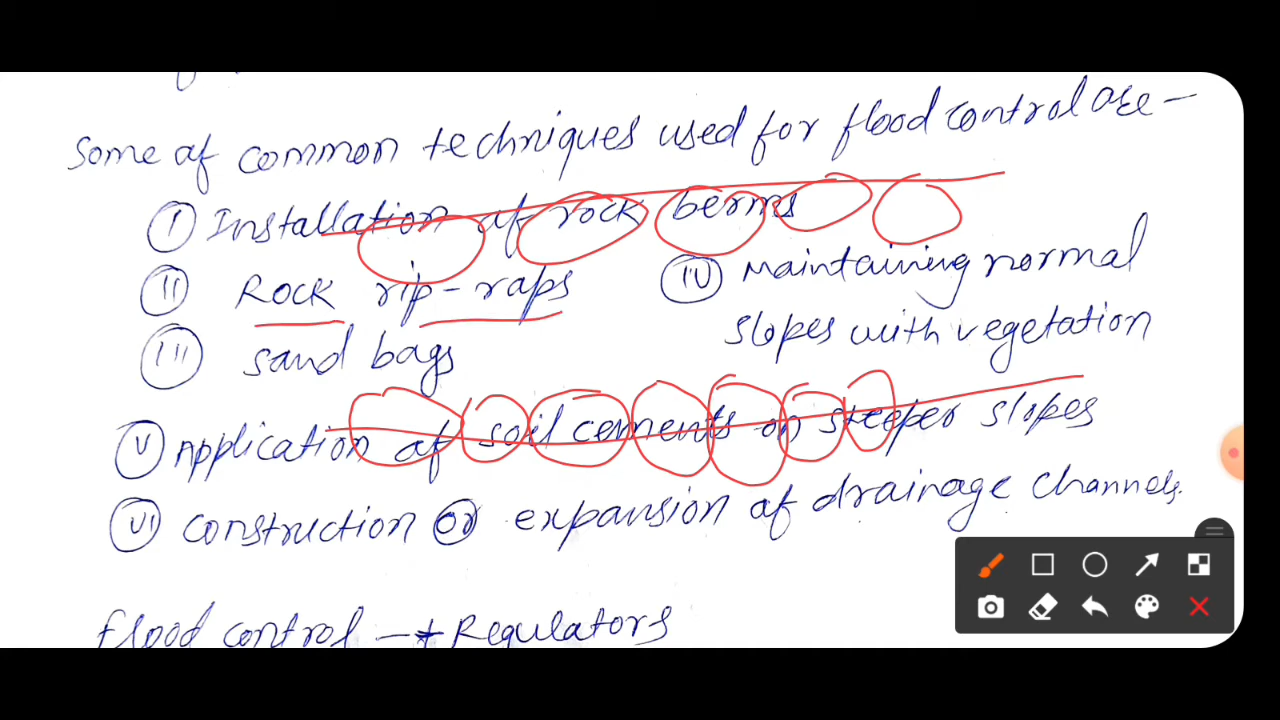 Some of common techniques used for flood control are -
(I) Installation of rock berms
(II) Rock rip-raps
(III) sand bags
(IV) Maintaining normal
slopes with vegetation
(V) Application of soil cements on steeper slopes
(VI) construction or expansion of drainage channels.
flood control - Regulators